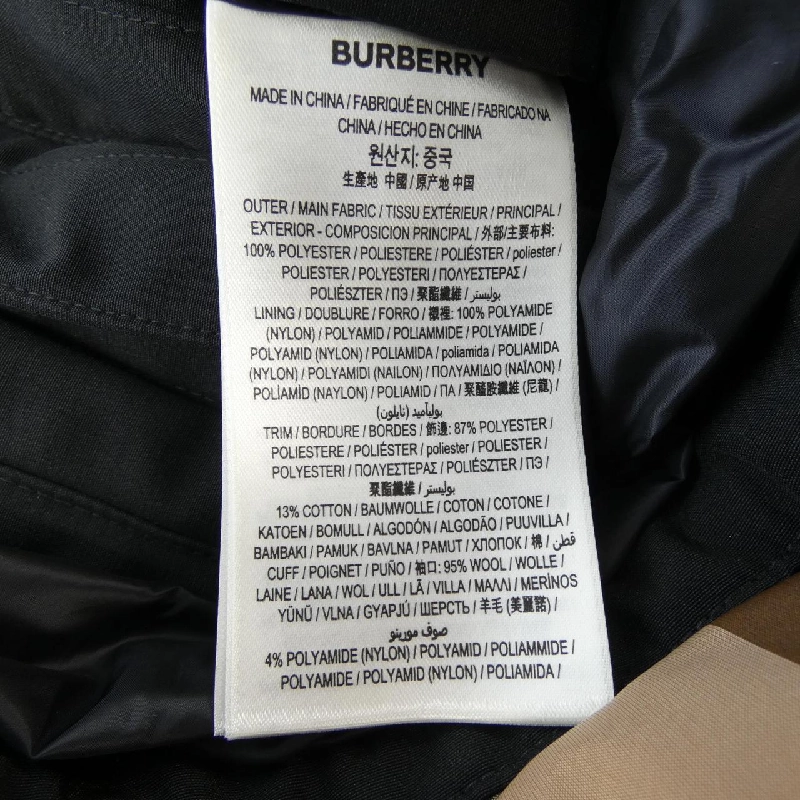 BURBERRY
MADE IN CHINA / FABRIQUÉ EN CHINE / FABRICADO NA
CHINA / HECHO EN CHINA
원산지: 중국
生產地 中國 / 原产地 中国
OUTER / MAIN FABRIC / TISSU EXTÉRIEUR / PRINCIPAL /
EXTERIOR - COMPOSICION PRINCIPAL / 外部/主要布料:
100% POLYESTER / POLIESTERE / POLIÉSTER / poliester /
POLIESTER / POLYESTERI / ΠΟΛΥΕΣΤΕΡΑΣ /
POLIÉSZTER / ПЭ / 聚酯纖維 / بوليستر /
LINING / DOUBLURE / FORRO / 襯裡: 100% POLYAMIDE
(NYLON) / POLYAMID / POLIAMMIDE / POLYAMIDE /
POLYAMID (NYLON) / POLIAMIDA / poliamida / POLIAMIDA
(NYLON) / POLYAMIDI (NAILON) / ΠΟΛΥΑΜΙΔΙΟ (ΝΑΪΛΟΝ) /
POLİAMİD (NAYLON) / POLIAMID / ПА / 聚醯胺纖維 (尼龍) /
بولياميد (نايلون)
TRIM / BORDURE / BORDES / 飾邊: 87% POLYESTER /
POLIESTERE / POLIÉSTER / poliester / POLIESTER /
POLYESTERI / ΠΟΛΥΕΣΤΕΡΑΣ / POLIÉSZTER / ПЭ /
聚酯纖維 / بوليستر /
13% COTTON / BAUMWOLLE / COTON / COTONE /
KATOEN / BOMULL / ALGODÓN / ALGODÃO / PUUVILLA /
BAMBAKI / PAMUK / BAVLNA / PAMUT / ХЛОПОК / 棉 / قطن /
CUFF / POIGNET / PUÑO / 袖口: 95% WOOL / WOLLE /
LAINE / LANA / WOL / ULL / LÃ / VILLA / ΜΑΛΛΙ / MERİNOS
YÜNÜ / VLNA / GYAPJÚ / ШЕРСТЬ / 羊毛 (美麗諾) /
صوف مورينو
4% POLYAMIDE (NYLON) / POLYAMID / POLIAMMIDE /
POLYAMIDE / POLYAMID (NYLON) / POLIAMIDA /